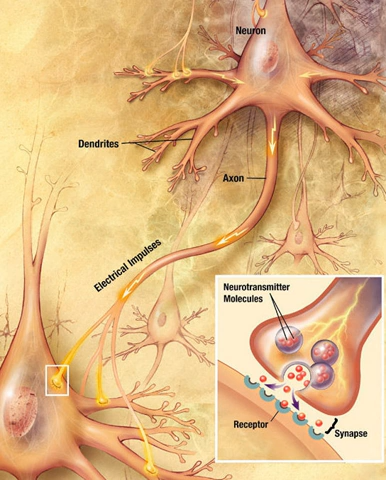 Neuron
Dendrites
Axon
Electrical Impulses
Neurotransmitter
Molecules
Receptor
Synapse